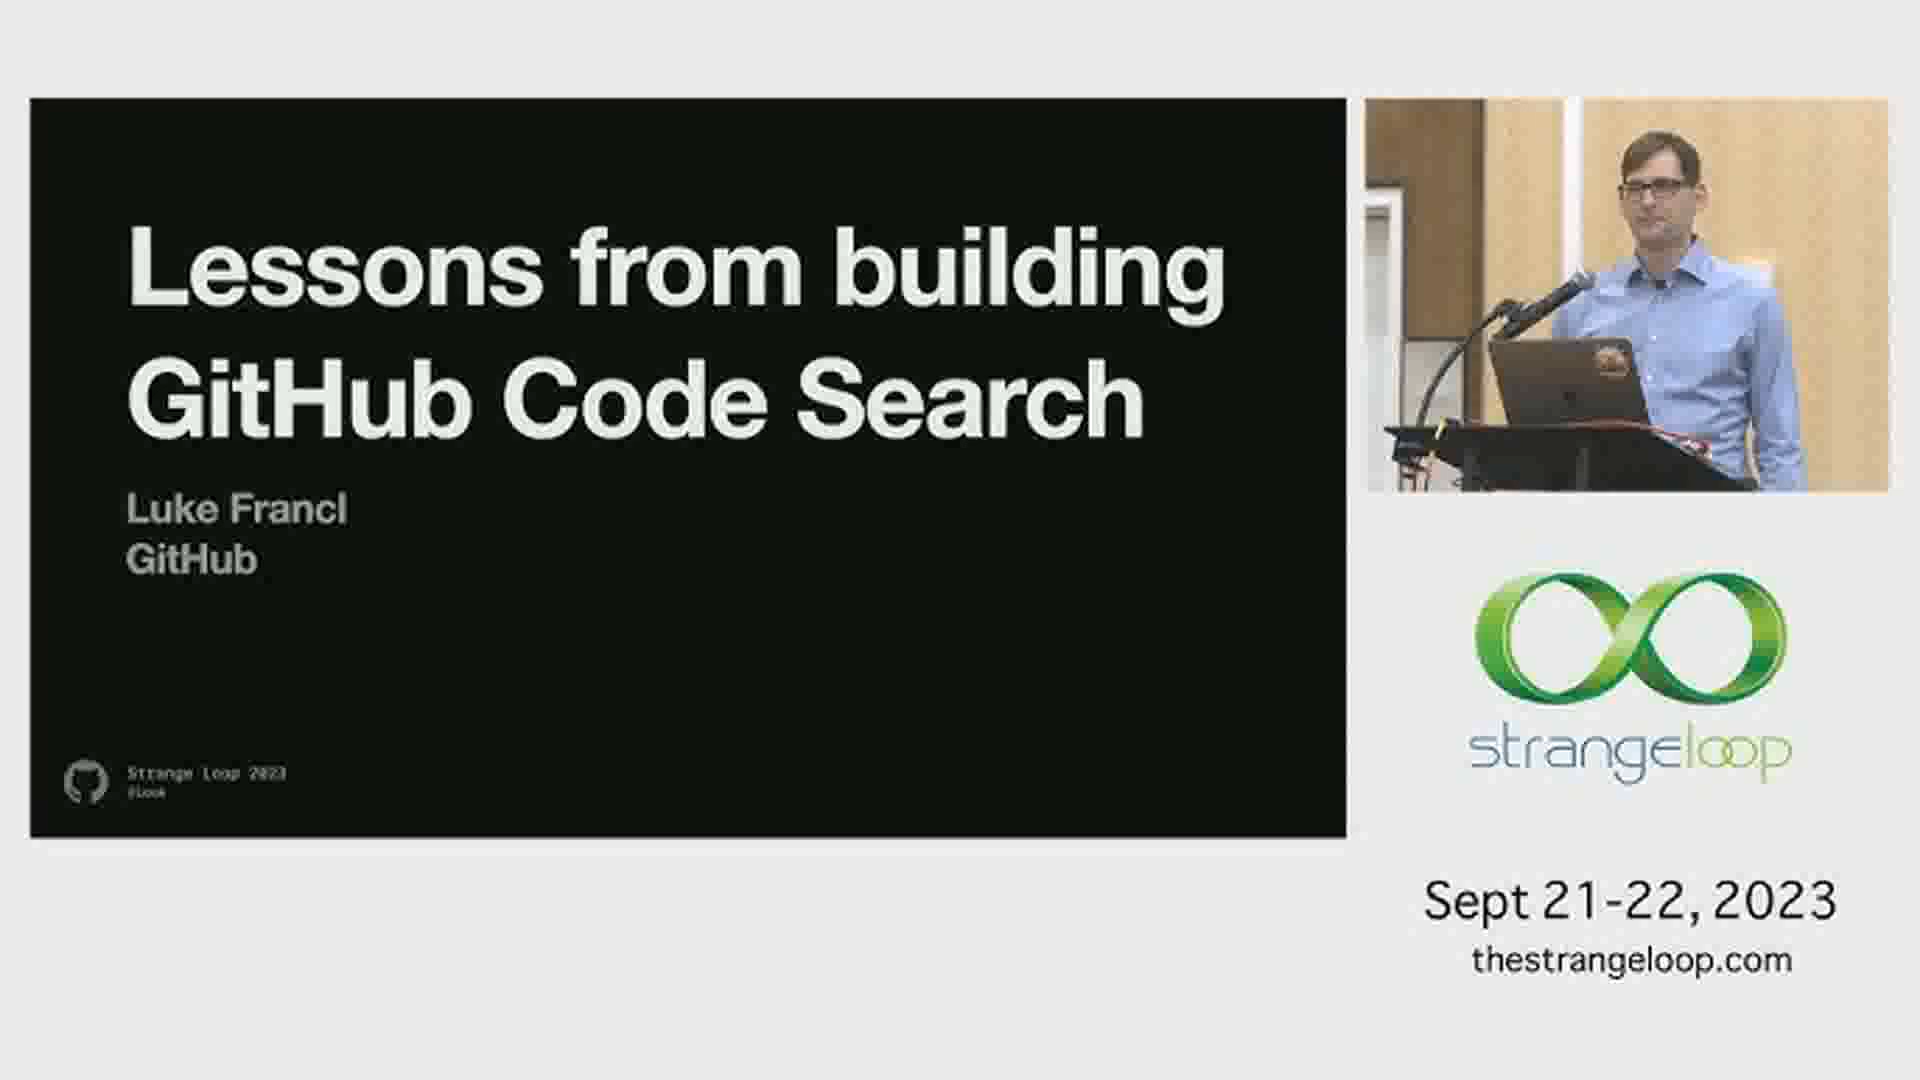 Lessons from building
GitHub Code Search
Luke Francl
GitHub
Strange Loop 2023
@look
strangeloop
Sept 21-22, 2023
thestrangeloop.com